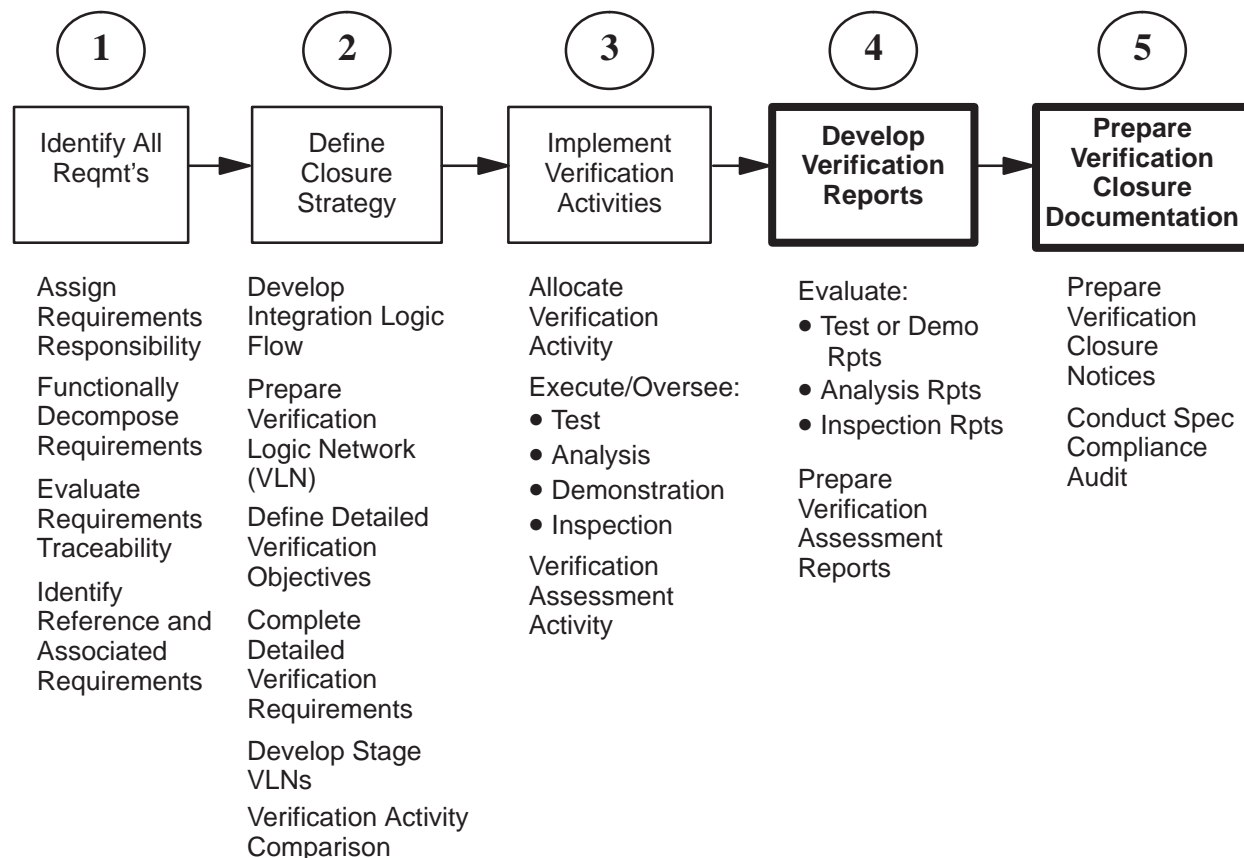 1
Identify All
Reqmt's
Assign
Requirements
Responsibility
Functionally
Decompose
Requirements
Evaluate
Requirements
Traceability
Identify
Reference and
Associated
Requirements
2
Define
Closure
Strategy
Develop
Integration Logic
Flow
Prepare
Verification
Logic Network
(VLN)
Define Detailed
Verification
Objectives
Complete
Detailed
Verification
Requirements
Develop Stage
VLNs
Verification Activity
Comparison
3
Implement
Verification
Activities
Allocate
Verification
Activity
Execute/Oversee:
• Test
• Analysis
• Demonstration
• Inspection
Verification
Assessment
Activity
4
Develop
Verification
Reports
Evaluate:
• Test or Demo
Rpts
• Analysis Rpts
• Inspection Rpts
Prepare
Verification
Assessment
Reports
5
Prepare
Verification
Closure
Documentation
Prepare
Verification
Closure
Notices
Conduct Spec
Compliance
Audit